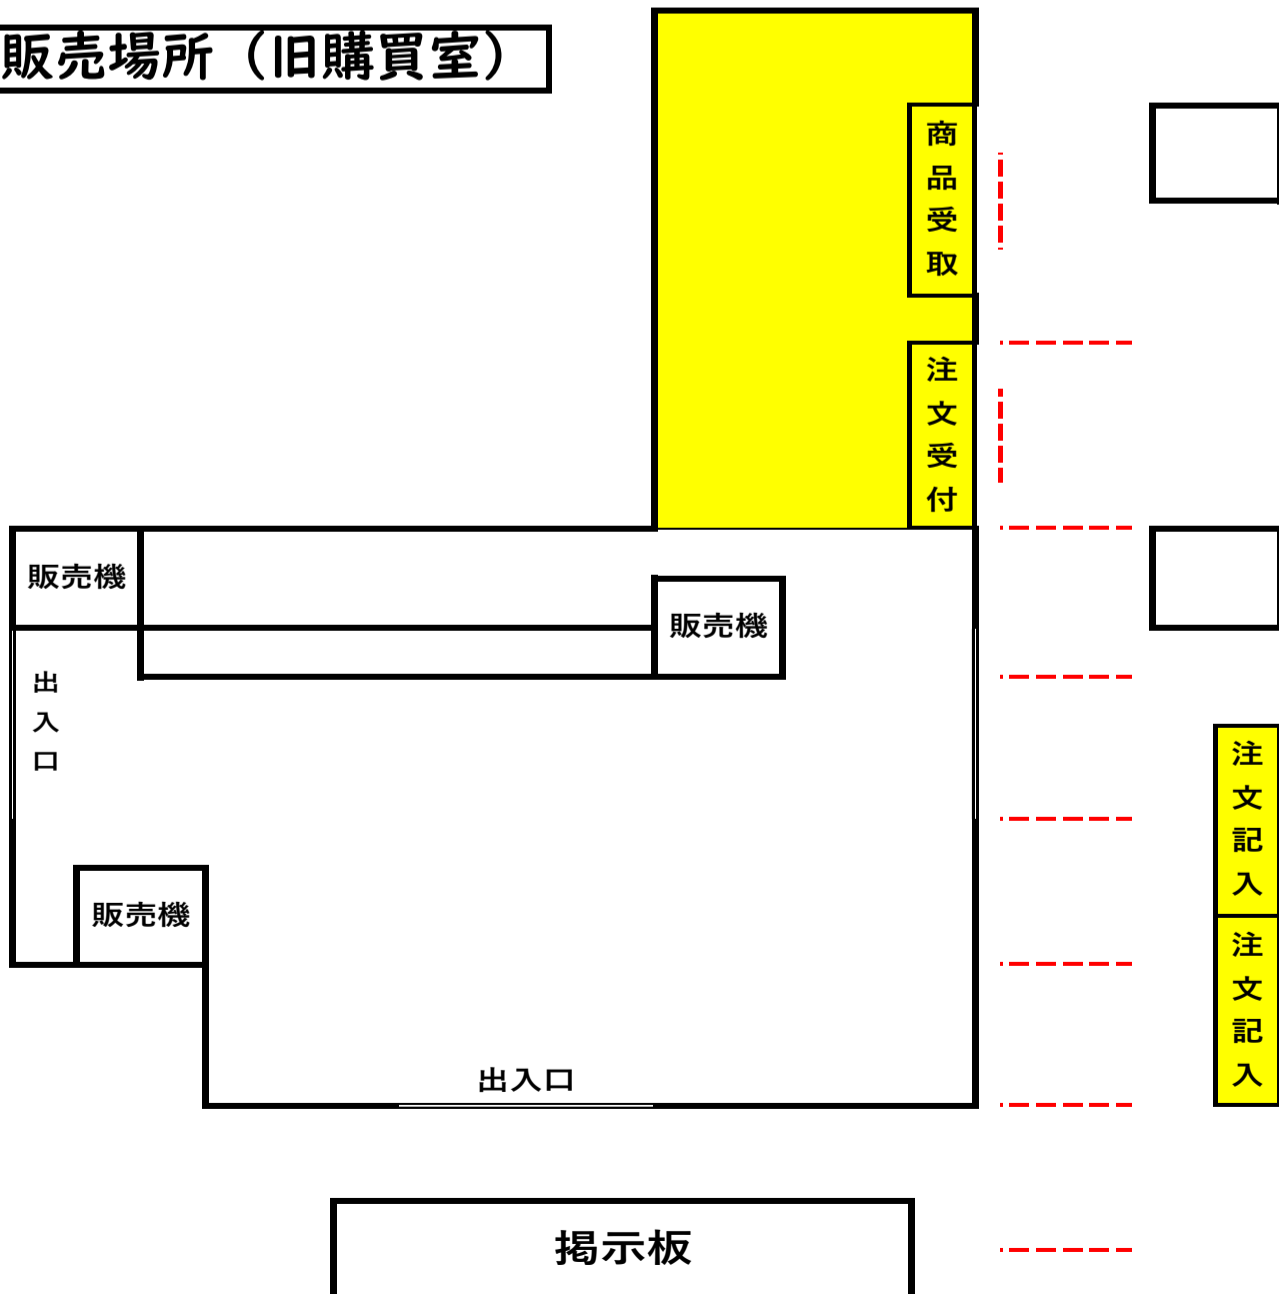 販売場所（旧購買室）
商品受取
注文受付
販売機
販売機
出入口
注文記入
販売機
注文記入
出入口
掲示板